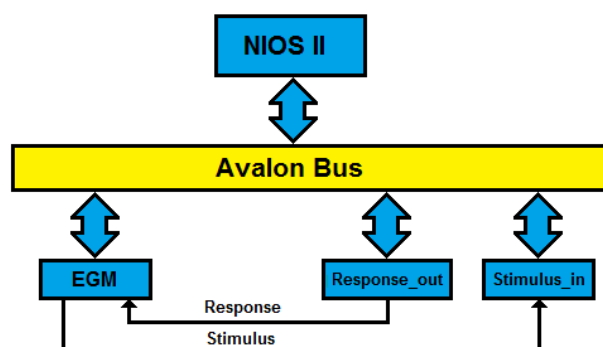 NIOS II
Avalon Bus
EGM
Response_out
Stimulus_in
Response
Stimulus